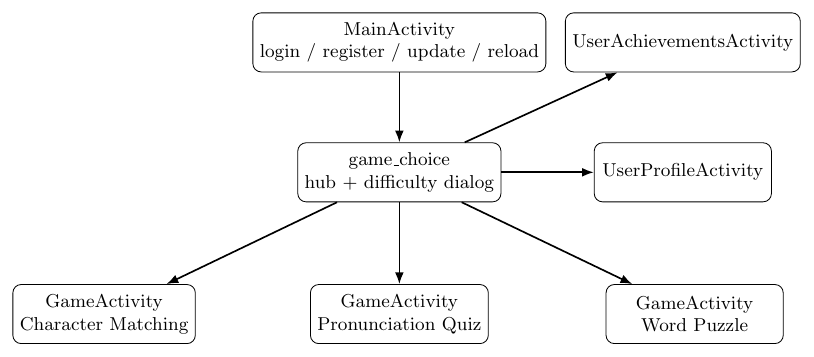 MainActivity
login / register / update / reload
UserAchievementsActivity
game_choice
hub + difficulty dialog
UserProfileActivity
GameActivity
Character Matching
GameActivity
Pronunciation Quiz
GameActivity
Word Puzzle